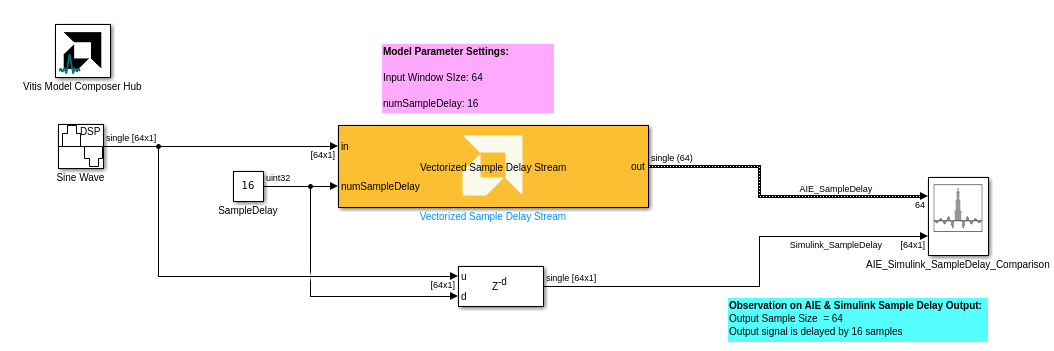 Vitis Model Composer Hub
Model Parameter Settings:
Input Window SIze: 64
numSampleDelay: 16
DSP
Sine Wave
single [64x1]
[64x1]
in
numSampleDelay
Vectorized Sample Delay Stream
out
Vectorized Sample Delay Stream
16
uint32
SampleDelay
single (64)
AIE_SampleDelay
64
Simulink_SampleDelay
[64x1]
AIE_Simulink_SampleDelay_Comparison
[64x1]
u
d
Z-d
single [64x1]
Observation on AIE & Simulink Sample Delay Output:
Output Sample Size  = 64
Output signal is delayed by 16 samples